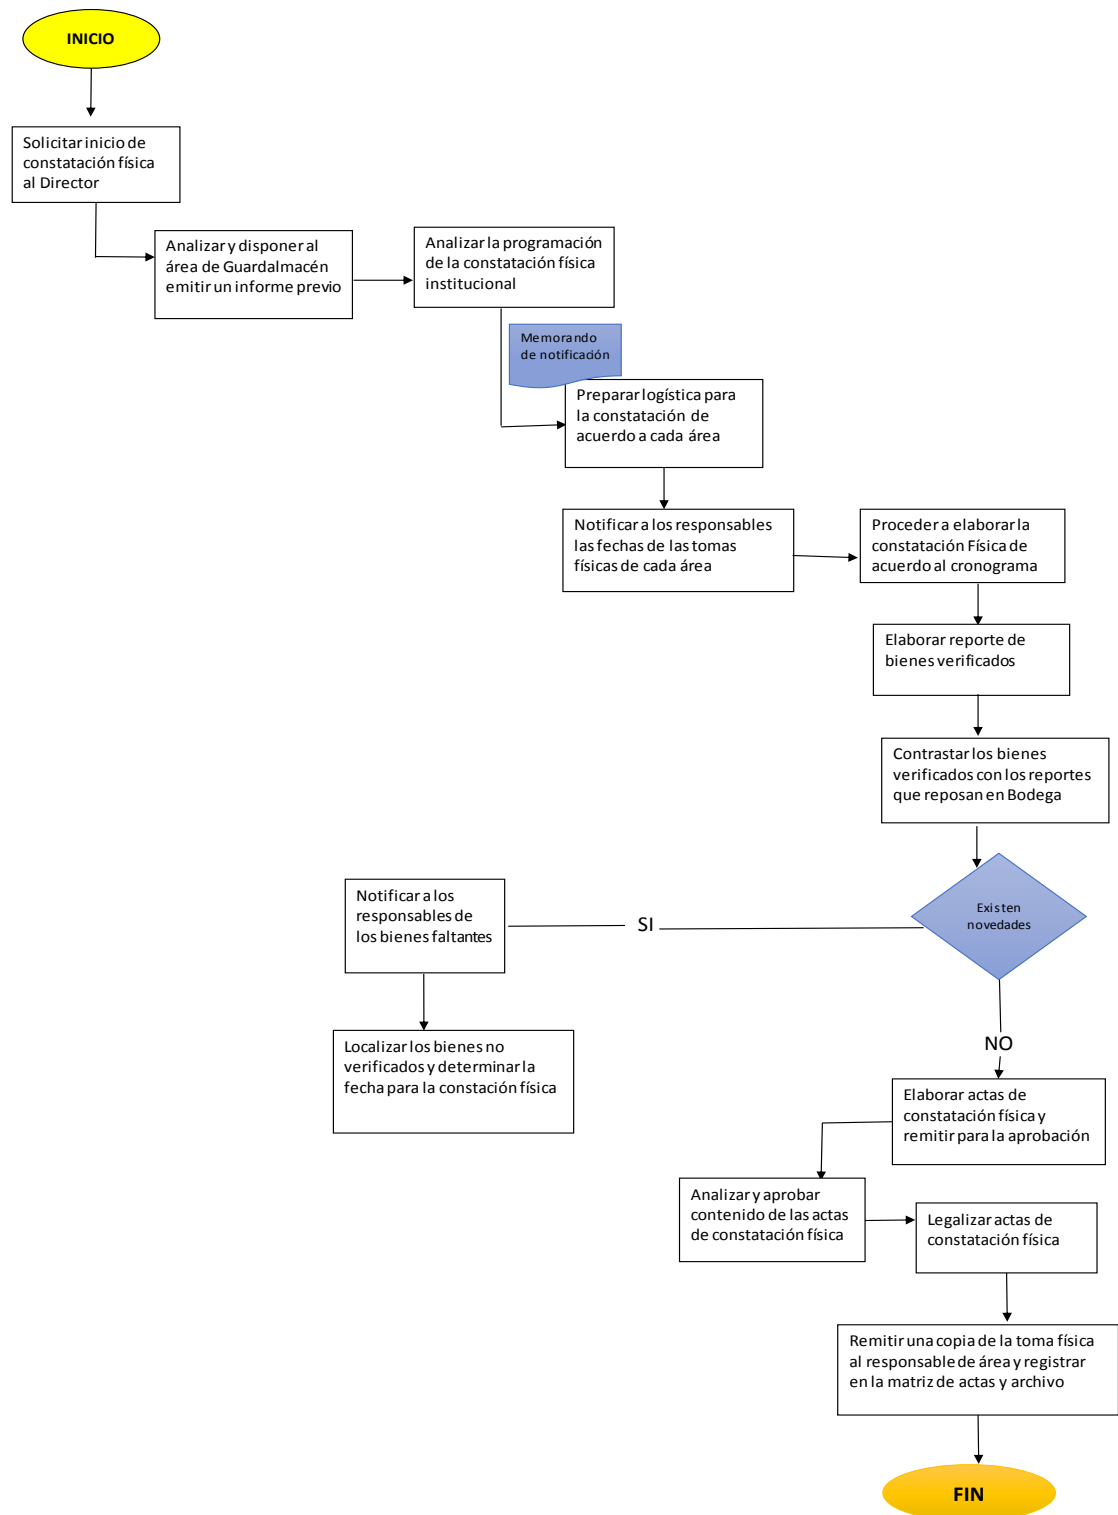 INICIO
Solicitar inicio de
constatación física
al Director
Analizar y disponer al
área de Guardalmacén
emitir un informe previo
Analizar la programación
de la constatación física
institucional
Memorando
de notificación
Preparar logística para
la constatación de
acuerdo a cada área
Notificar a los responsables
las fechas de las tomas
físicas de cada área
Proceder a elaborar la
constatación Física de
acuerdo al cronograma
Elaborar reporte de
bienes verificados
Contrastar los bienes
verificados con los reportes
que reposan en Bodega
Existen
novedades
SI
Notificar a los
responsables de
los bienes faltantes
Localizar los bienes no
verificados y determinar la
fecha para la constación física
NO
Elaborar actas de
constatación física y
remitir para la aprobación
Analizar y aprobar
contenido de las actas
de constatación física
Legalizar actas de
constatación física
Remitir una copia de la toma física
al responsable de área y registrar
en la matriz de actas y archivo
FIN